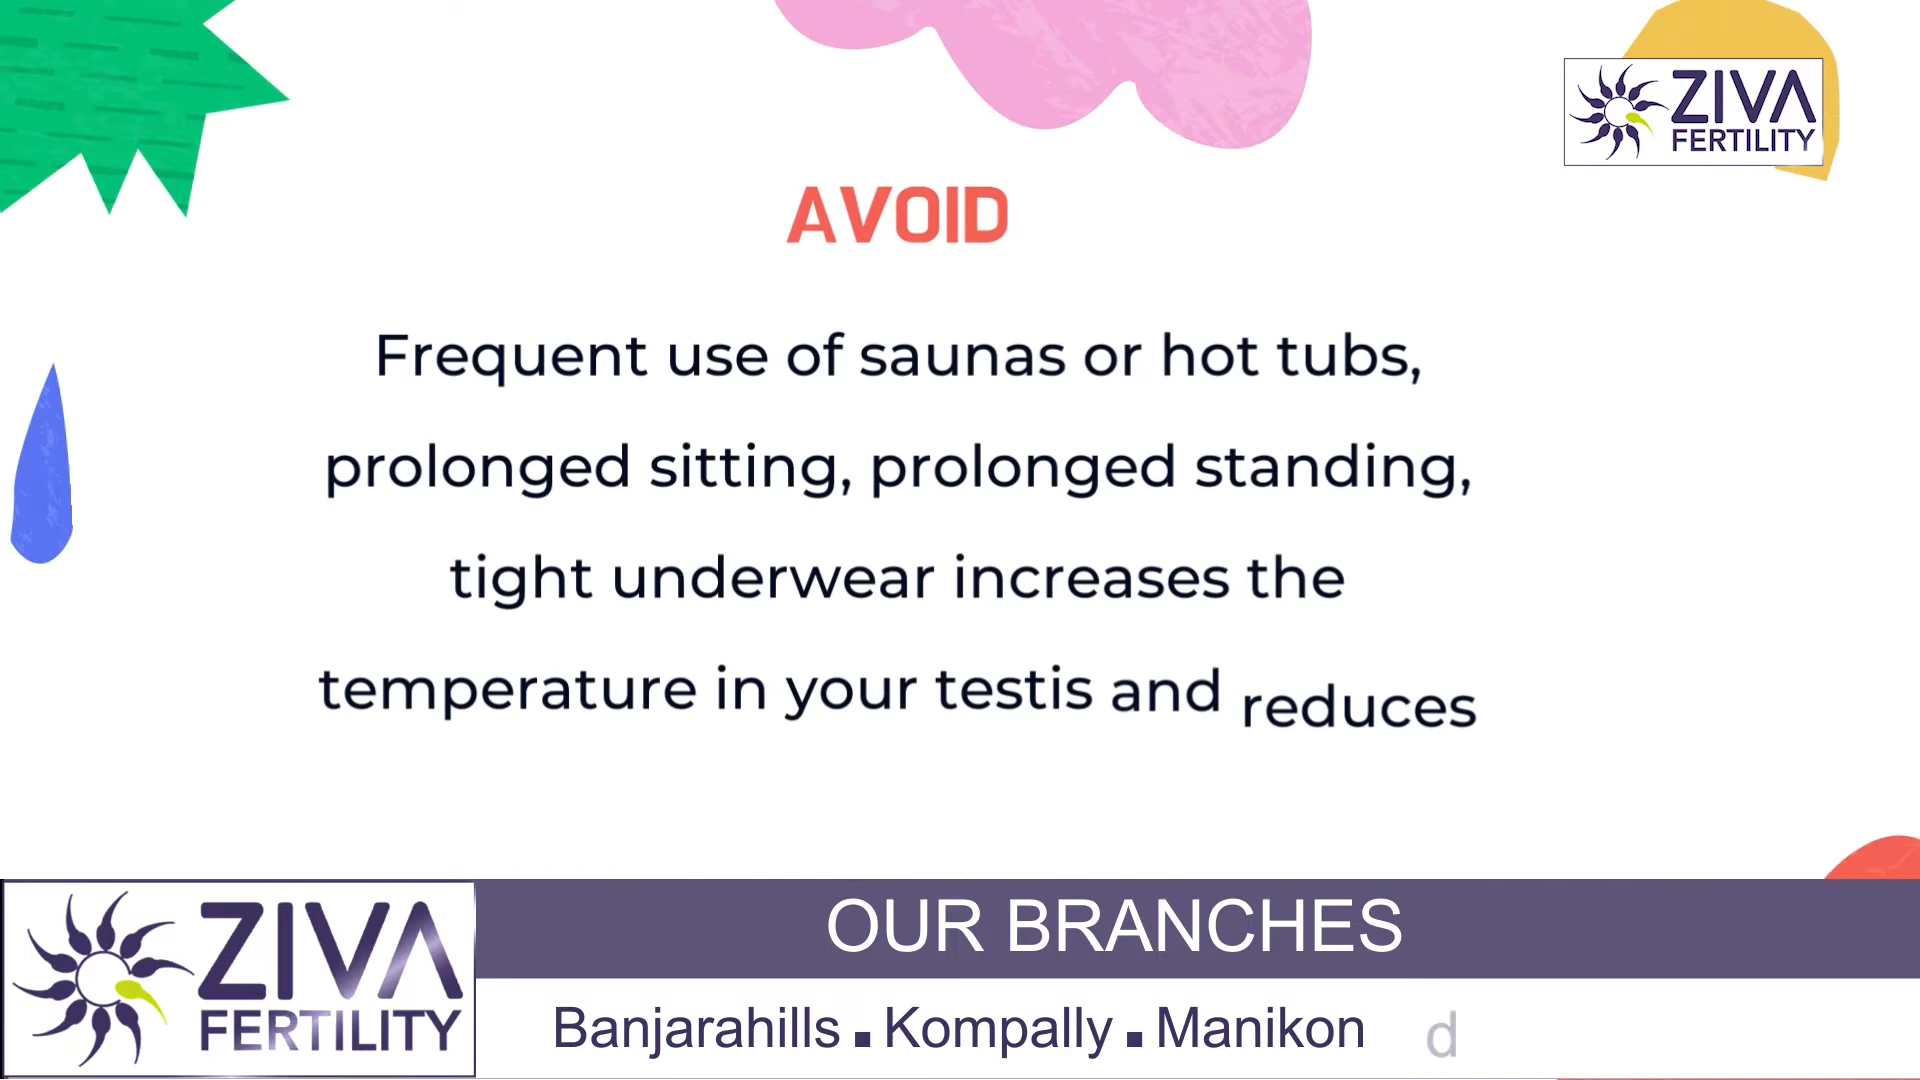 ZIVA
FERTILITY
AVOID
Frequent use of saunas or hot tubs,
prolonged sitting, prolonged standing,
tight underwear increases the
temperature in your testis and reduces
ZIVA
FERTILITY
OUR BRANCHES
Banjarahills ▪ Kompally ▪ Manikon d